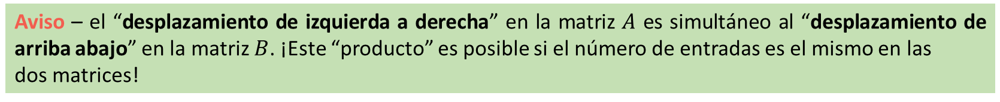 Aviso – el “desplazamiento de izquierda a derecha” en la matriz A es simultáneo al “desplazamiento de
arriba abajo” en la matriz B. ¡Este “producto” es posible si el número de entradas es el mismo en las
dos matrices!